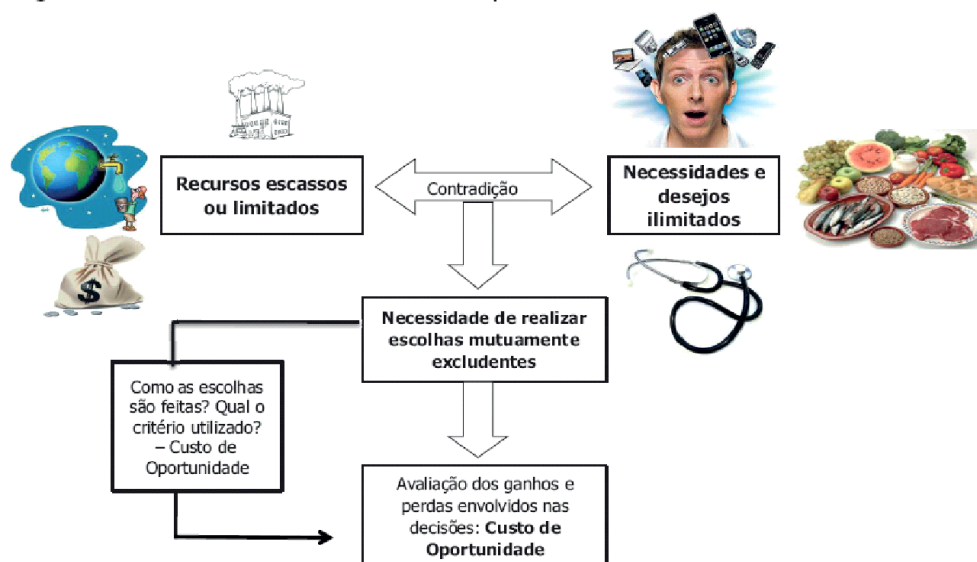 Recursos escassos
ou limitados
Contradição
Necessidades e
desejos
ilimitados
$
Necessidade de realizar
escolhas mutuamente
excludentes
Como as escolhas
são feitas? Qual o
critério utilizado?
– Custo de
Oportunidade
Avaliação dos ganhos e
perdas envolvidos nas
decisões: Custo de
Oportunidade